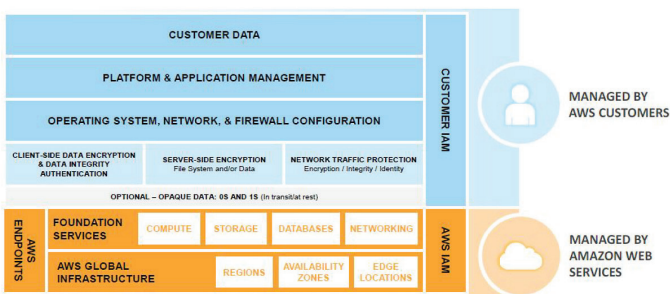 CUSTOMER DATA
PLATFORM & APPLICATION MANAGEMENT
OPERATING SYSTEM, NETWORK, & FIREWALL CONFIGURATION
CLIENT-SIDE DATA ENCRYPTION
& DATA INTEGRITY
AUTHENTICATION
SERVER-SIDE ENCRYPTION
File System and/or Data
NETWORK TRAFFIC PROTECTION
Encryption / Integrity / Identity
OPTIONAL – OPAQUE DATA: 0S AND 1S (In transit/at rest)
CUSTOMER IAM
MANAGED BY
AWS CUSTOMERS
AWS
ENDPOINTS
FOUNDATION
SERVICES
COMPUTE
STORAGE
DATABASES
NETWORKING
AWS GLOBAL
INFRASTRUCTURE
REGIONS
AVAILABILITY
ZONES
EDGE
LOCATIONS
AWS IAM
MANAGED BY
AMAZON WEB
SERVICES